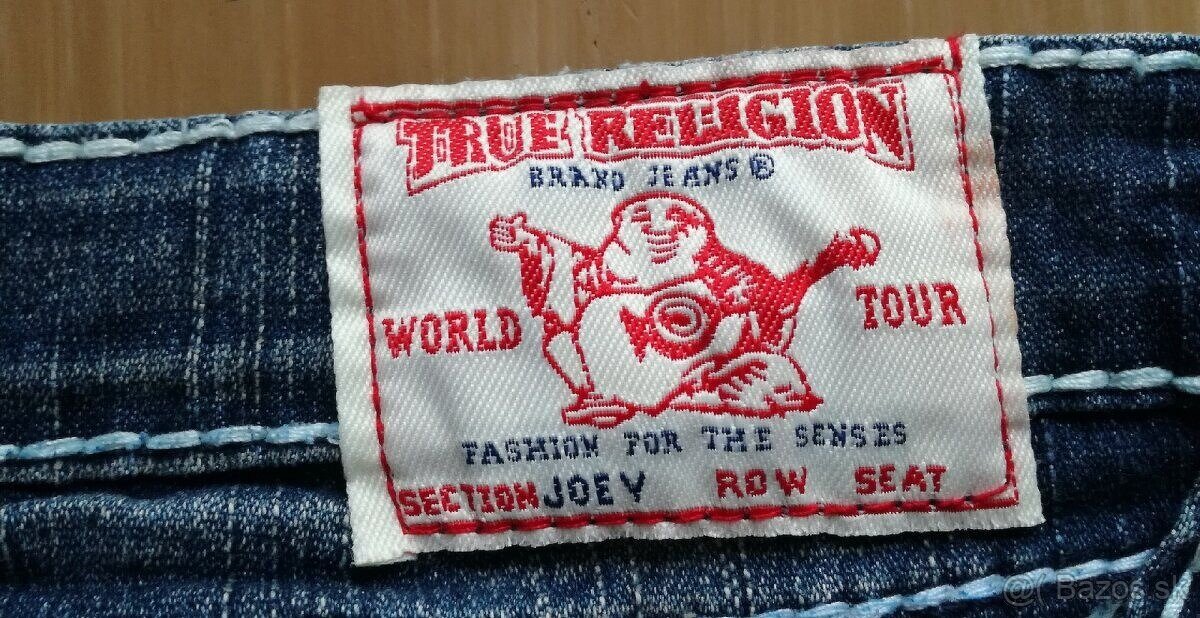 TRUE RELIGION
BRAND JEANS®
WORLD TOUR
FASHION FOR THE SENSES
SECTION JOEY ROW SEAT
@( Bazos.sk